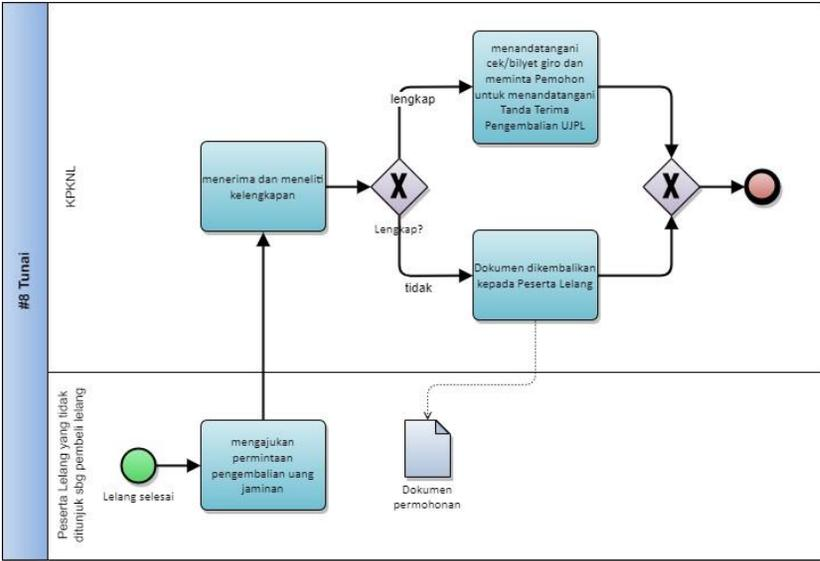 #8 Tunai
KPKNL
menerima dan meneliti
kelengkapan
Lengkap?
lengkap
menandatangani
cek/bilyet giro dan
meminta Pemohon
untuk menandatangani
Tanda Terima
Pengembalian UJPL
tidak
Dokumen dikembalikan
kepada Peserta Lelang
X
X
Peserta Lelang yang tidak
ditunjuk sbg pembeli lelang
Lelang selesai
mengajukan
permintaan
pengembalian uang
jaminan
Dokumen
permohonan